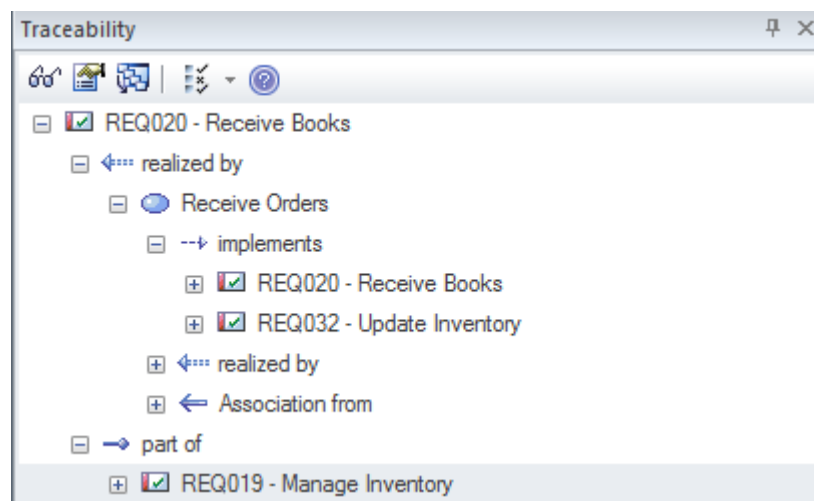 Traceability
REQ020 - Receive Books
realized by
Receive Orders
implements
REQ020 - Receive Books
REQ032 - Update Inventory
realized by
Association from
part of
REQ019 - Manage Inventory